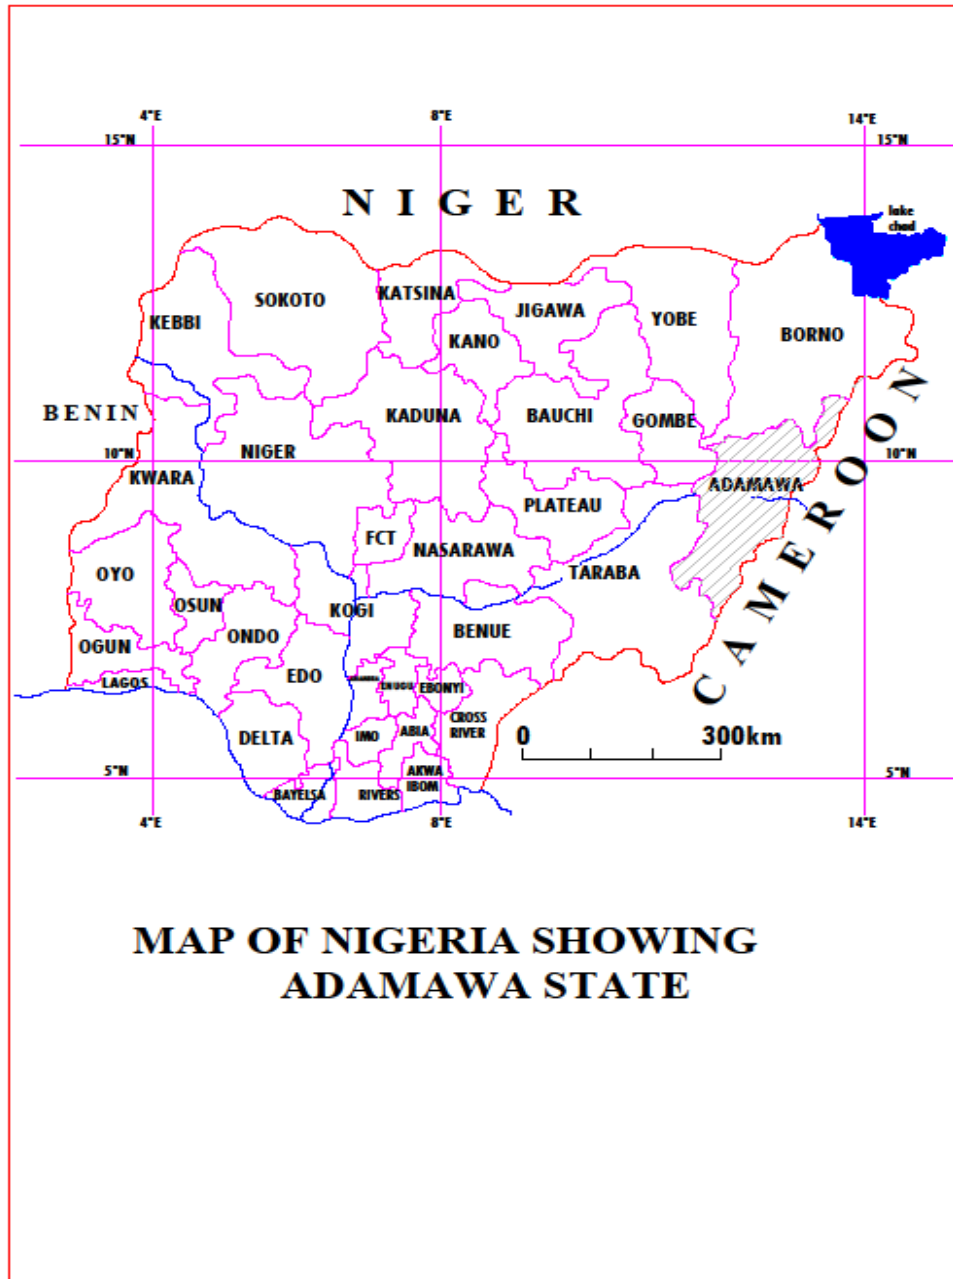 4°E 8°E 14°E
15°N 15°N
NIGER
lake
chad
SOKOTO
KATSINA
JIGAWA
KEBBI
YOBE
KANO
BORNO
BENIN
KADUNA
BAUCHI
GOMBE
NIGER
10°N 10°N
KWARA
ADAMAWA
PLATEAU
CAMEROON
FCT
NASARAWA
OYO
TARABA
OSUN
KOGI
ONDO
BENUE
OGUN
EDO
LAGOS
ENUGU
EBONYI
CROSS
RIVER
DELTA
IMO
ABIA
0 300km
AKWA
IBOM
5°N 5°N
BAYELSA
RIVERS
4°E 8°E 14°E
MAP OF NIGERIA SHOWING
ADAMAWA STATE